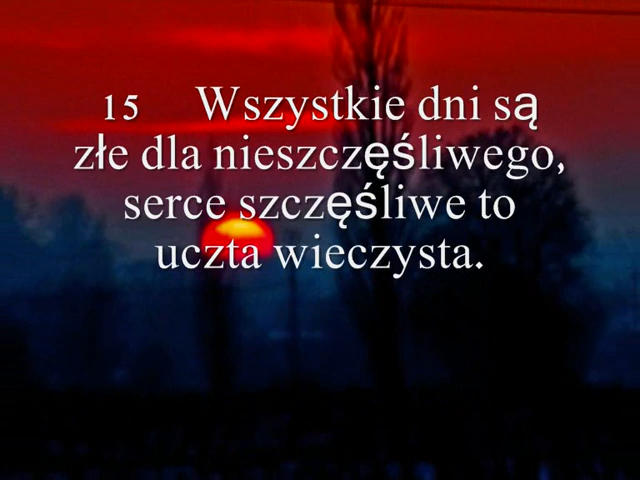 15 Wszystkie dni są
złe dla nieszczęśliwego,
serce szczęśliwe to
uczta wieczysta.